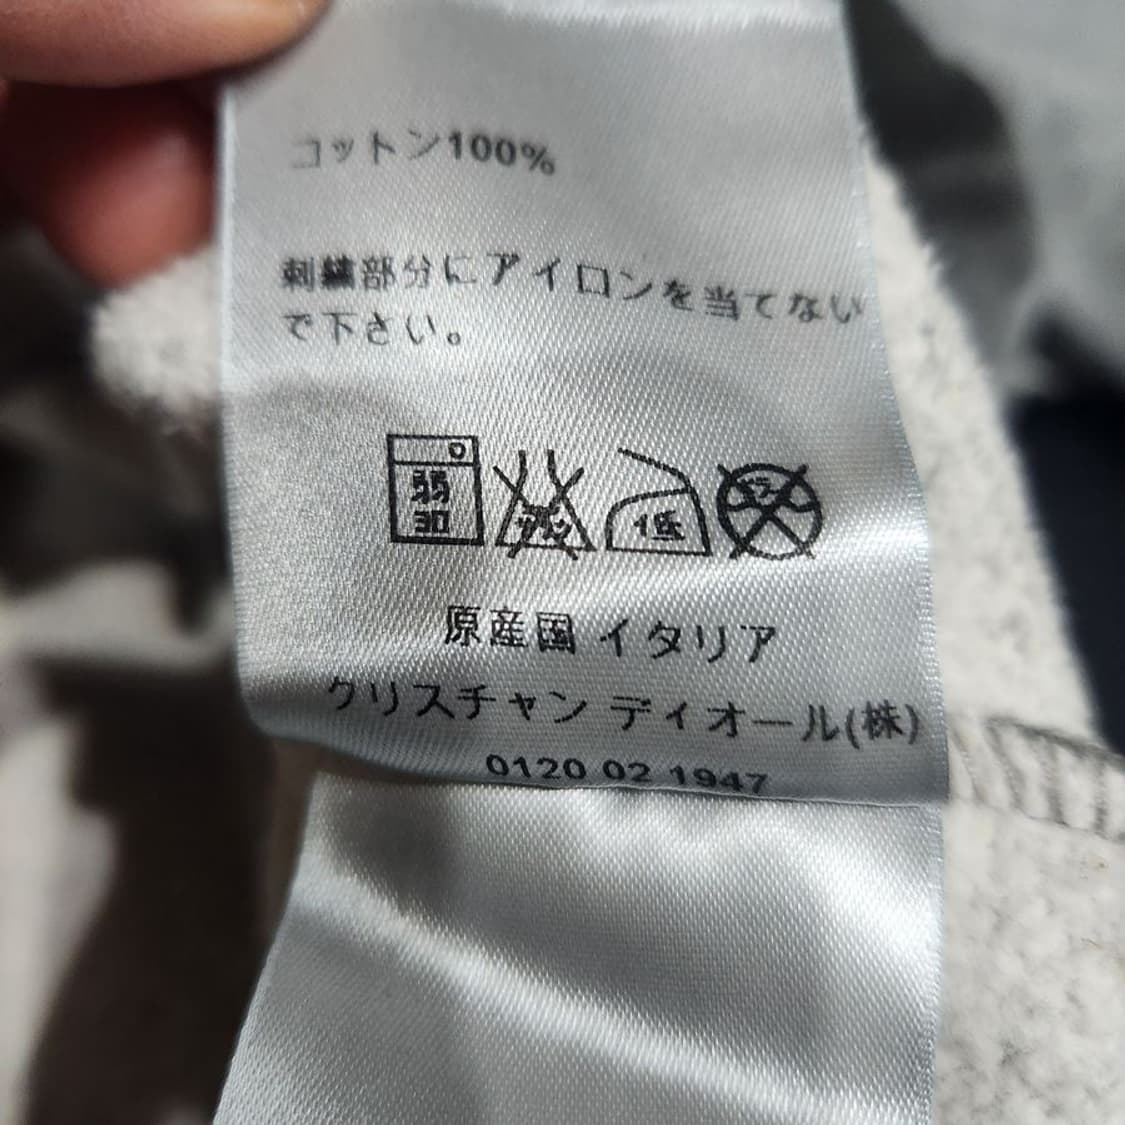 コットン100%
刺繍部分にアイロンを当てない
で下さい。
弱
30
低
原産国 イタリア
クリスチャン ディオール(株)
0120 02 1947